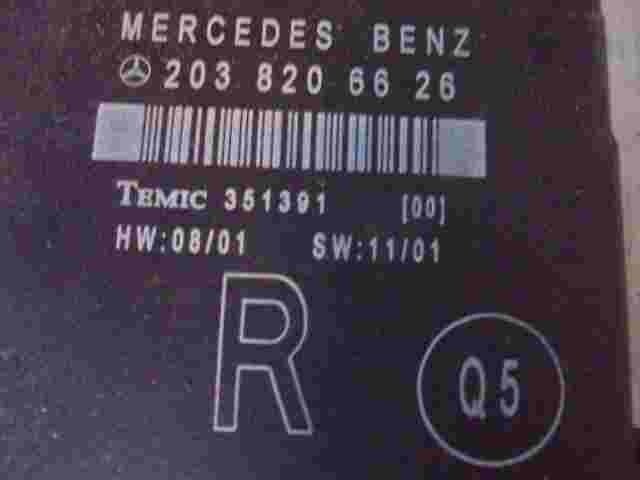 MERCEDES BENZ
203 820 66 26
TEMIC 351391 [00]
HW:08/01 SW:11/01
R
Q5